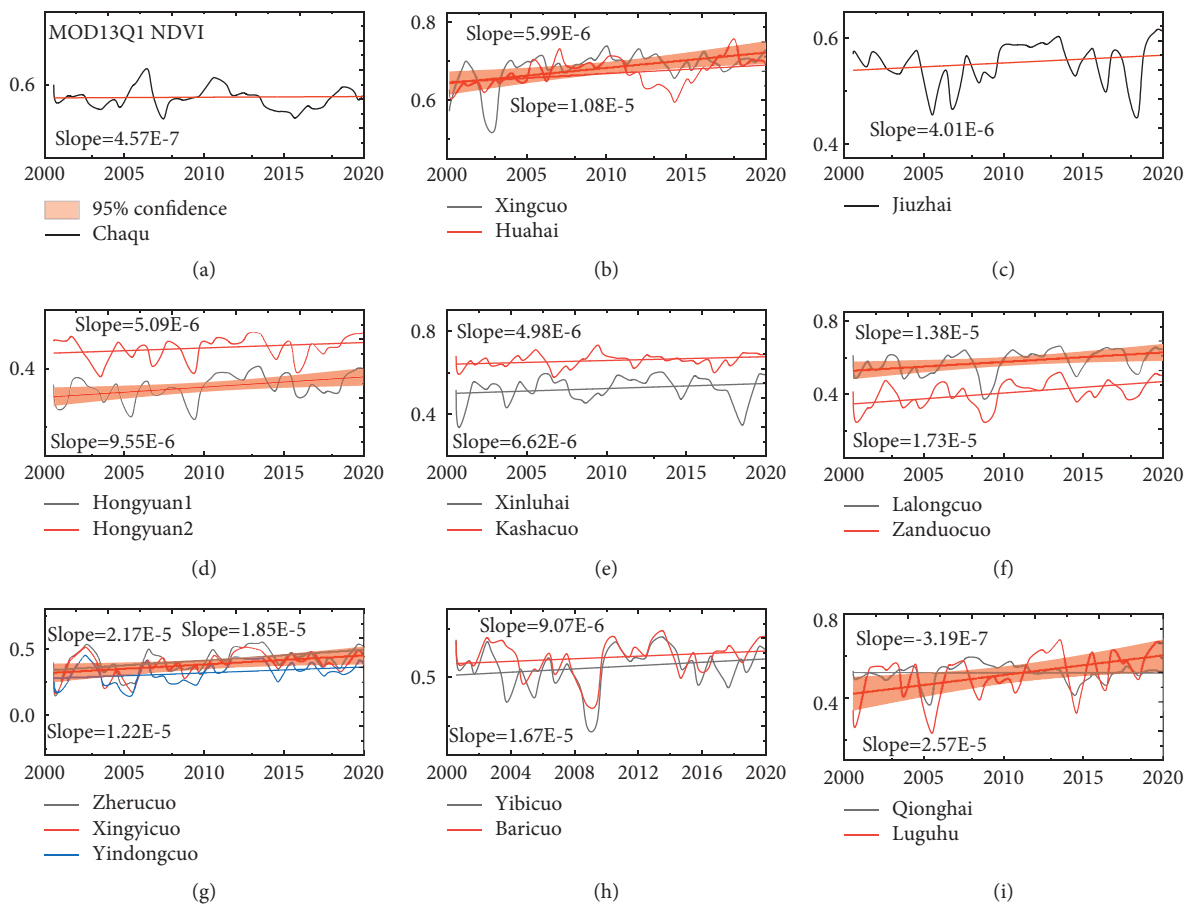 MOD13Q1 NDVI
0.6
Slope=4.57E-7
2000 2005 2010 2015 2020
95% confidence
Chaqu
(a)
0.8
Slope=5.99E-6
0.6
Slope=1.08E-5
2000 2005 2010 2015 2020
Xingcuo
Huahai
(b)
0.6
Slope=4.01E-6
0.4
2000 2005 2010 2015 2020
Jiuzhai
(c)
Slope=5.09E-6
0.4
Slope=9.55E-6
2000 2005 2010 2015 2020
Hongyuan1
Hongyuan2
(d)
0.8
Slope=4.98E-6
0.4
Slope=6.62E-6
2000 2005 2010 2015 2020
Xinluhai
Kashacuo
(e)
0.8
Slope=1.38E-5
0.4
Slope=1.73E-5
2000 2005 2010 2015 2020
Lalongcuo
Zanduocuo
(f)
Slope=2.17E-5 Slope=1.85E-5
0.5
0.0
Slope=1.22E-5
2000 2005 2010 2015 2020
Zherucuo
Xingyicuo
Yindongcuo
(g)
Slope=9.07E-6
0.5
Slope=1.67E-5
2000 2004 2008 2012 2016 2020
Yibicuo
Baricuo
(h)
0.8
Slope=-3.19E-7
0.4
Slope=2.57E-5
2000 2005 2010 2015 2020
Qionghai
Luguhu
(i)